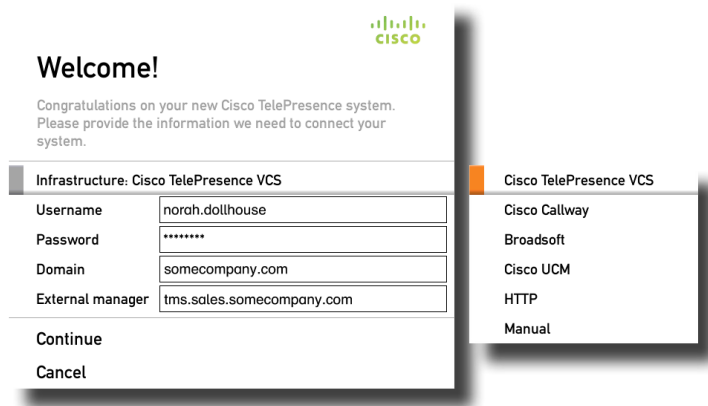 CISCO
Welcome!
Congratulations on your new Cisco TelePresence system.
Please provide the information we need to connect your
system.
Infrastructure: Cisco TelePresence VCS
Username norah.dollhouse
Password ********
Domain somecompany.com
External manager tms.sales.somecompany.com
Continue
Cancel
Cisco TelePresence VCS
Cisco Callway
Broadsoft
Cisco UCM
HTTP
Manual